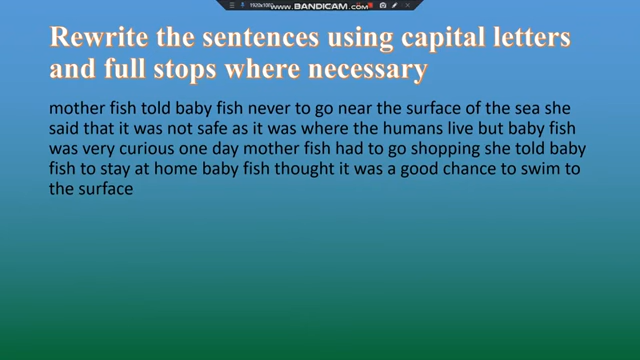 1920x1080
www.BANDICAM.com
Rewrite the sentences using capital letters
and full stops where necessary
mother fish told baby fish never to go near the surface of the sea she
said that it was not safe as it was where the humans live but baby fish
was very curious one day mother fish had to go shopping she told baby
fish to stay at home baby fish thought it was a good chance to swim to
the surface